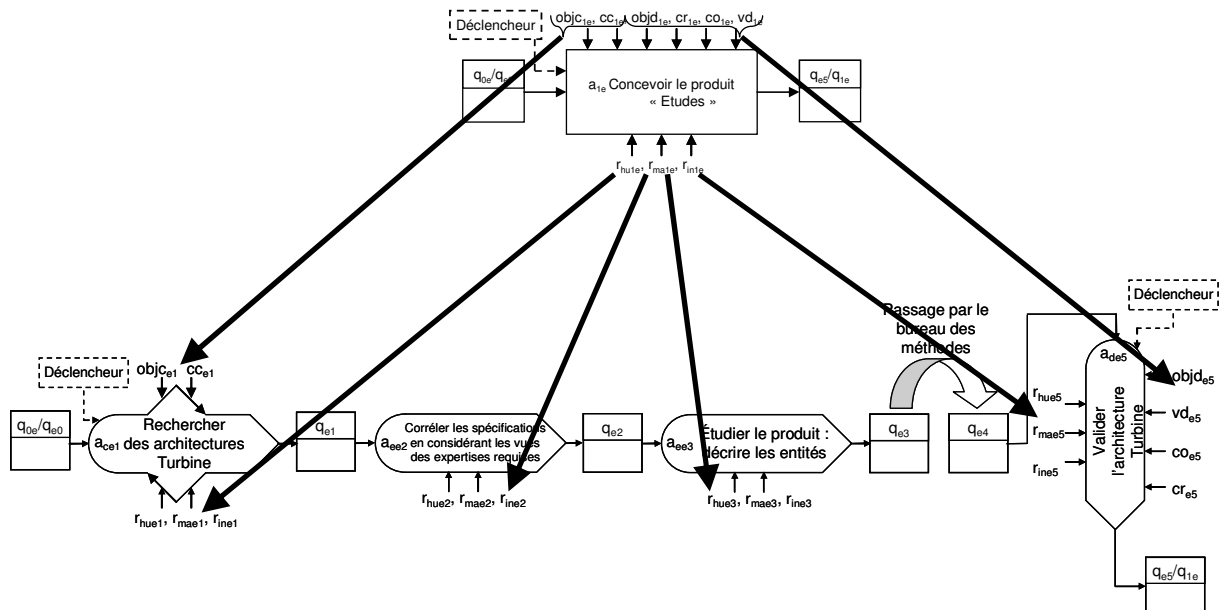 objc1e, cc1e, objd1e, cr1e, co1e, vd1e
Déclencheur
q0e/qe
a1e Concevoir le produit
« Etudes »
qe5/q1e
rhu1e, rma1e, rin1e
Passage par le
bureau des
méthodes
Déclencheur
Déclencheur
objce1 cce1
ade5
objde5
rhue5
vde5
rmae5
Valider
l'architecture
Turbine
coe5
rine5
cre5
q0e/qe0
ace1
Rechercher
des architectures
Turbine
qe1
aee2
Corréler les spécifications
en considérant les vues
des expertises requises
qe2
aee3
Étudier le produit :
décrire les entités
qe3
qe4
rhue1, rmae1, rine1
rhue2, rmae2, rine2
rhue3, rmae3, rine3
qe5/q1e